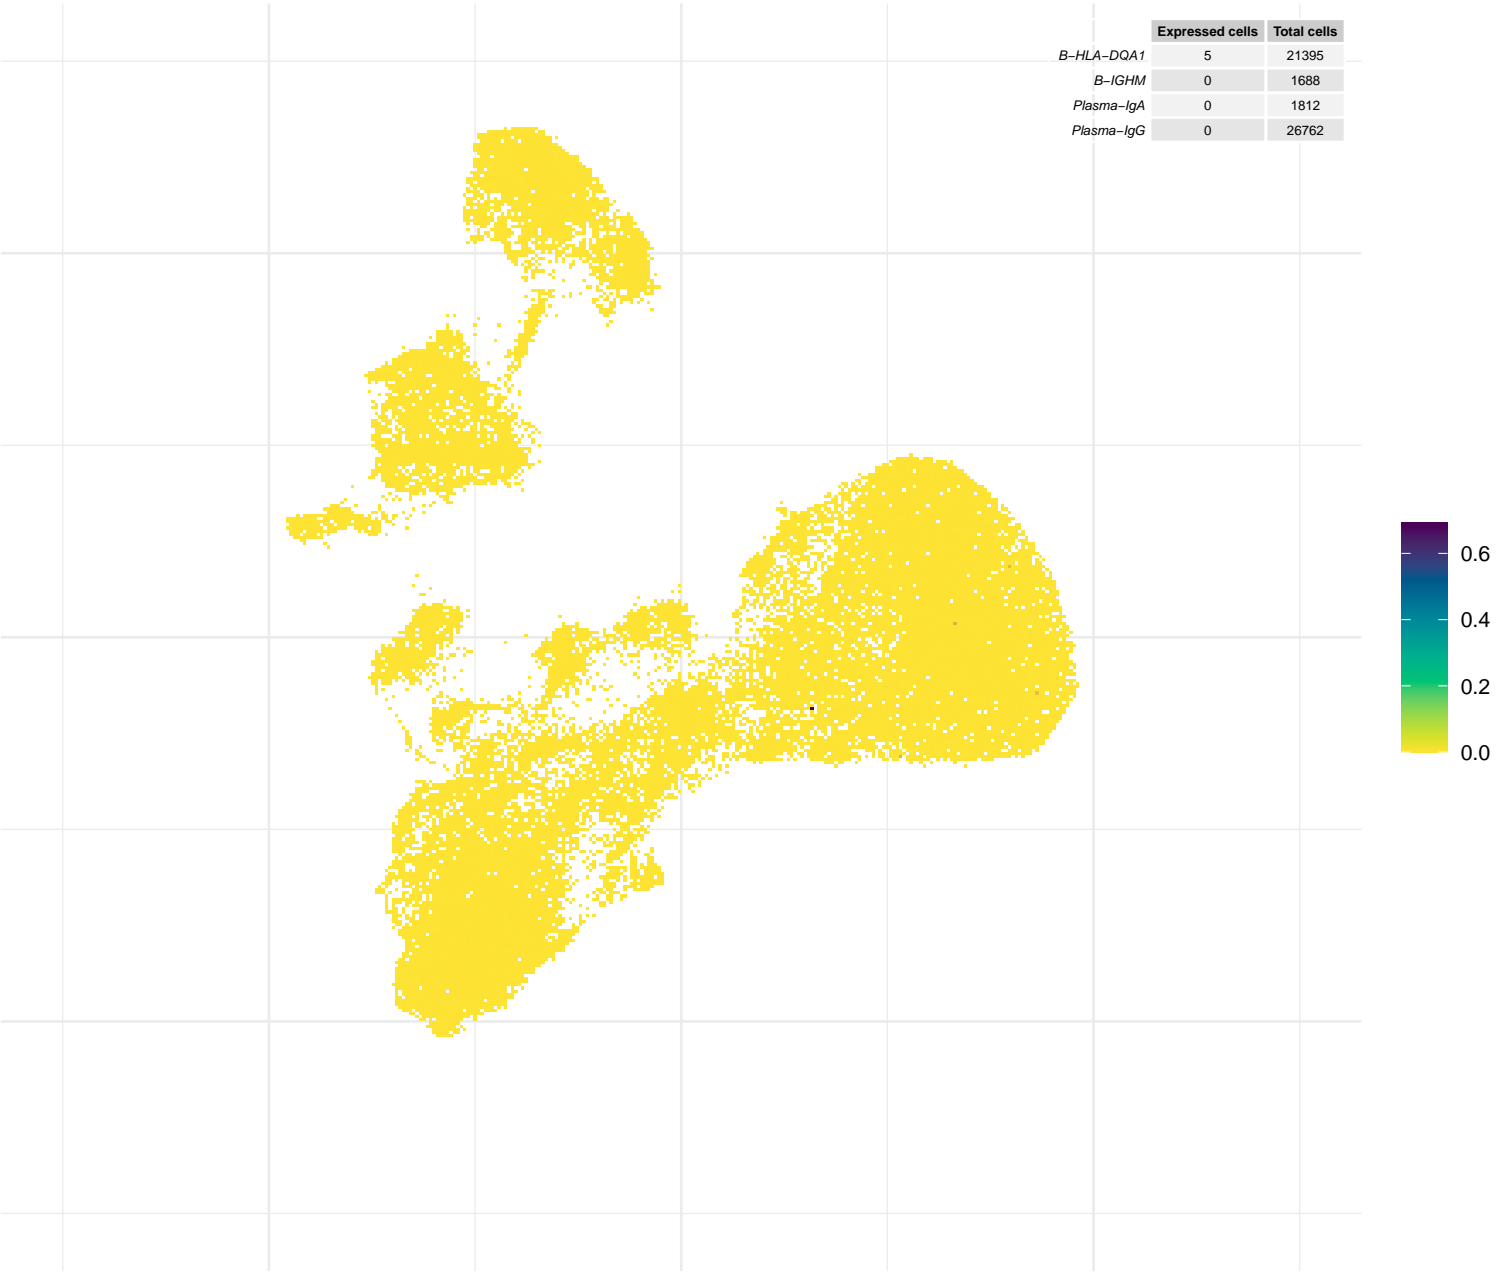 Expressed cells Total cells
B−HLA−DQA1 5 21395
B−IGHM 0 1688
Plasma−IgA 0 1812
Plasma−IgG 0 26762
0.6
0.4
0.2
0.0